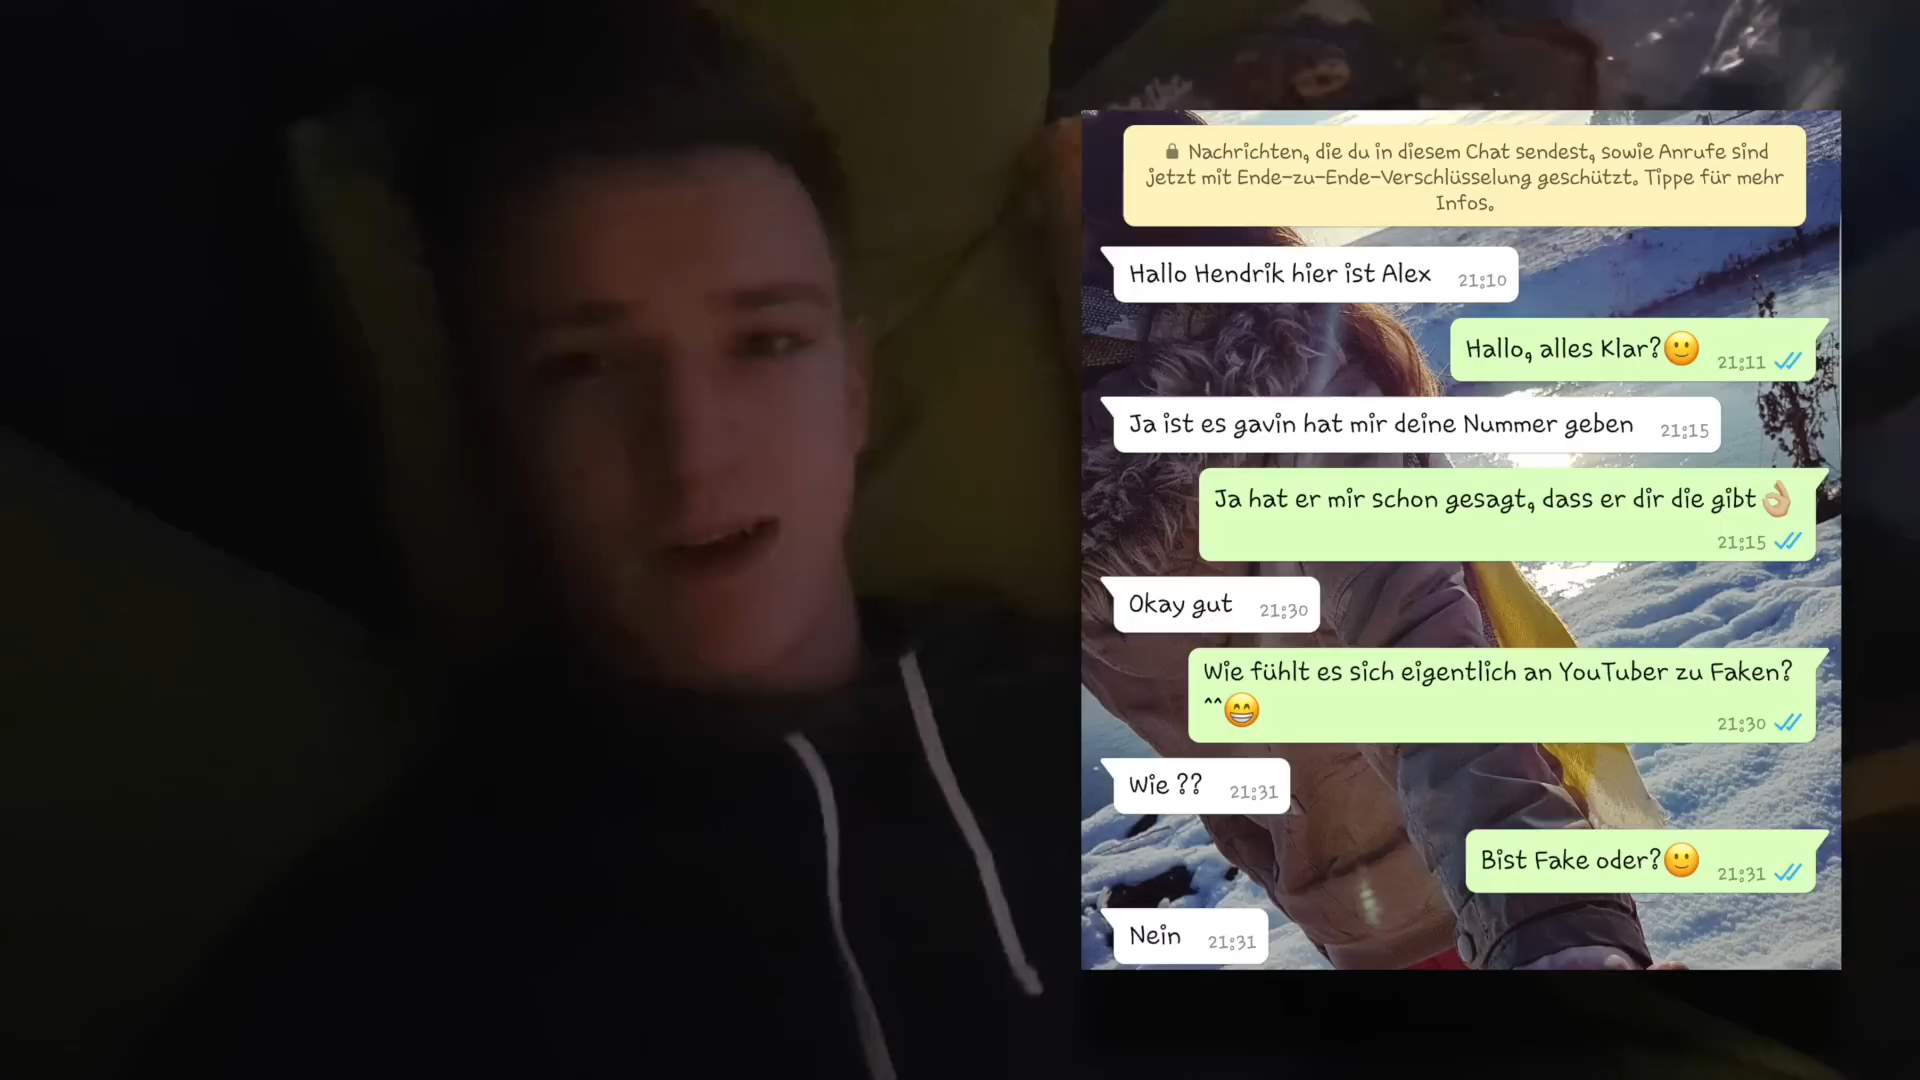 🔒 Nachrichten, die du in diesem Chat sendest, sowie Anrufe sind
jetzt mit Ende-zu-Ende-Verschlüsselung geschützt. Tippe für mehr
Infos.
Hallo Hendrik hier ist Alex 21:10
Hallo, alles Klar?🙂 21:11
Ja ist es gavin hat mir deine Nummer geben 21:15
Ja hat er mir schon gesagt, dass er dir die gibt👌🏼
21:15
Okay gut 21:30
Wie fühlt es sich eigentlich an YouTuber zu Faken?
^^😁 21:30
Wie ?? 21:31
Bist Fake oder?🙂 21:31
Nein 21:31